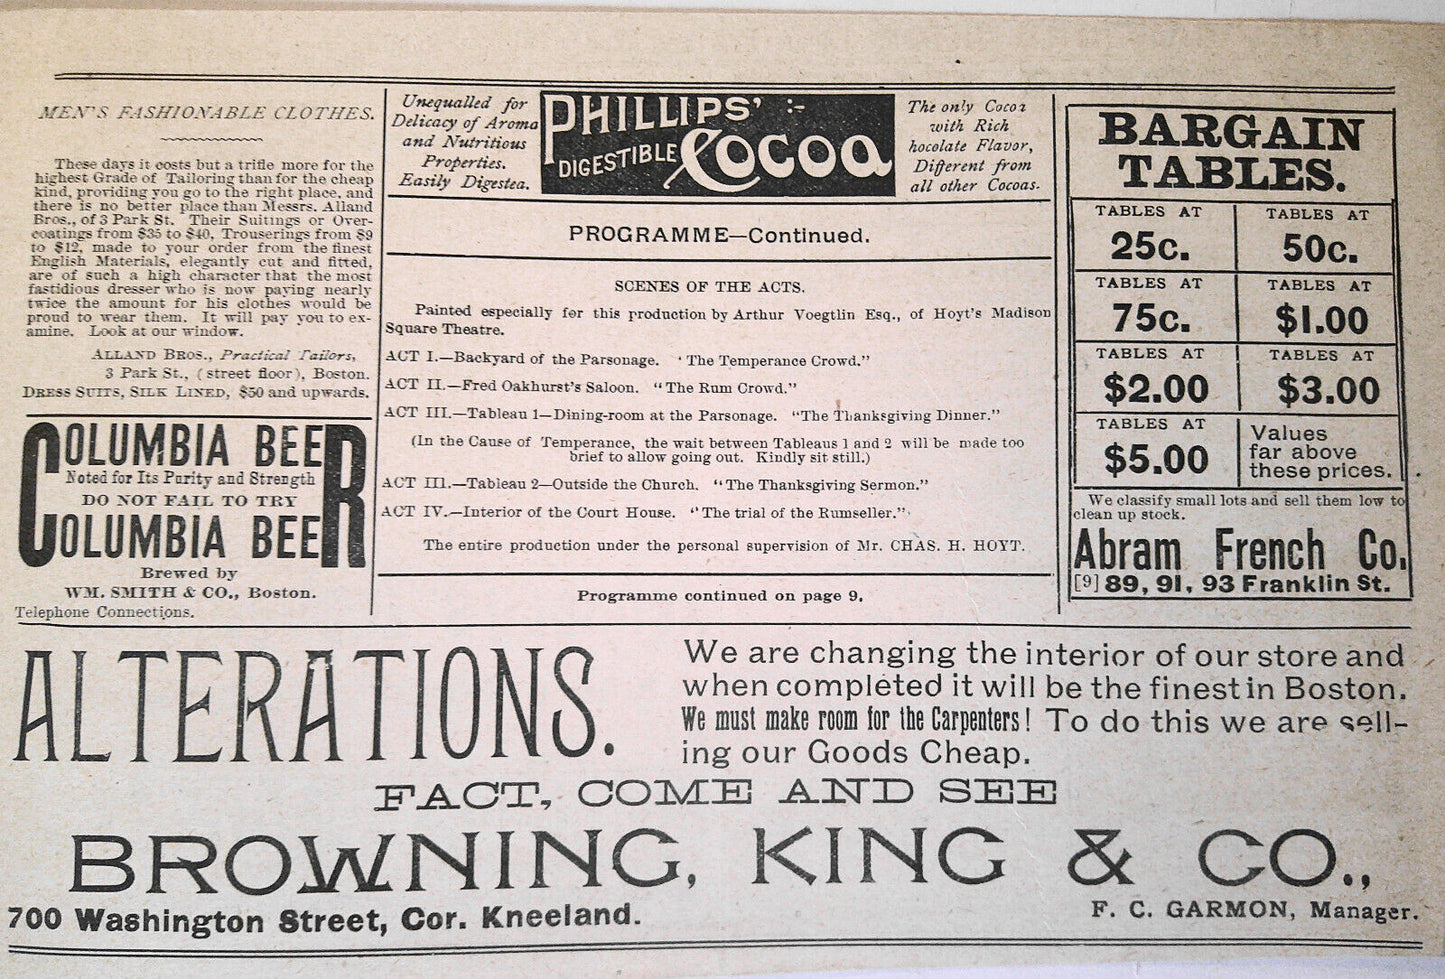 MEN'S FASHIONABLE CLOTHES.
These days it costs but a trifle more for the
highest Grade of Tailoring than for the cheap
kind, providing you go to the right place, and
there is no better place than Messrs. Alland
Bros., of 3 Park St. Their Suitings or Over-
coatings from $35 to $40, Trouserings from $9
to $12, made to your order from the finest
English Materials, elegantly cut and fitted,
are of such a high character that the most
fastidious dresser who is now paying nearly
twice the amount for his clothes would be
proud to wear them. It will pay you to ex-
amine. Look at our window.
ALLAND BROS., Practical Tailors,
3 Park St., (street floor), Boston.
DRESS SUITS, SILK LINED, $50 and upwards.
COLUMBIA BEER
Noted for Its Purity and Strength
DO NOT FAIL TO TRY
COLUMBIA BEER
Brewed by
WM. SMITH & CO., Boston.
Telephone Connections.
Unequalled for
Delicacy of Aroma
and Nutritious
Properties.
Easily Digestea.
PHILLIPS' :-
DIGESTIBLE Cocoa
The only Cocoa
with Rich
hocolate Flavor,
Different from
all other Cocoas.
PROGRAMME—Continued.
SCENES OF THE ACTS.
Painted especially for this production by Arthur Voegtlin Esq., of Hoyt's Madison
Square Theatre.
ACT I.—Backyard of the Parsonage. 'The Temperance Crowd."
ACT II.—Fred Oakhurst's Saloon. "The Rum Crowd."
ACT III.—Tableau 1—Dining-room at the Parsonage. "The Thanksgiving Dinner."
(In the Cause of Temperance, the wait between Tableaus 1 and 2 will be made too
brief to allow going out. Kindly sit still.)
ACT III.—Tableau 2—Outside the Church. "The Thanksgiving Sermon."
ACT IV.—Interior of the Court House. "The trial of the Rumseller."
The entire production under the personal supervision of Mr. CHAS. H. HOYT.
Programme continued on page 9.
BARGAIN
TABLES.
TABLES AT TABLES AT
25c. 50c.
TABLES AT TABLES AT
75c. $1.00
TABLES AT TABLES AT
$2.00 $3.00
TABLES AT
$5.00
Values
far above
these prices.
We classify small lots and sell them low to
clean up stock.
Abram French Co.
[9] 89, 91, 93 Franklin St.
ALTERATIONS.
We are changing the interior of our store and
when completed it will be the finest in Boston.
We must make room for the Carpenters! To do this we are sell-
ing our Goods Cheap.
FACT, COME AND SEE
BROWNING, KING & CO.,
700 Washington Street, Cor. Kneeland.
F. C. GARMON, Manager.